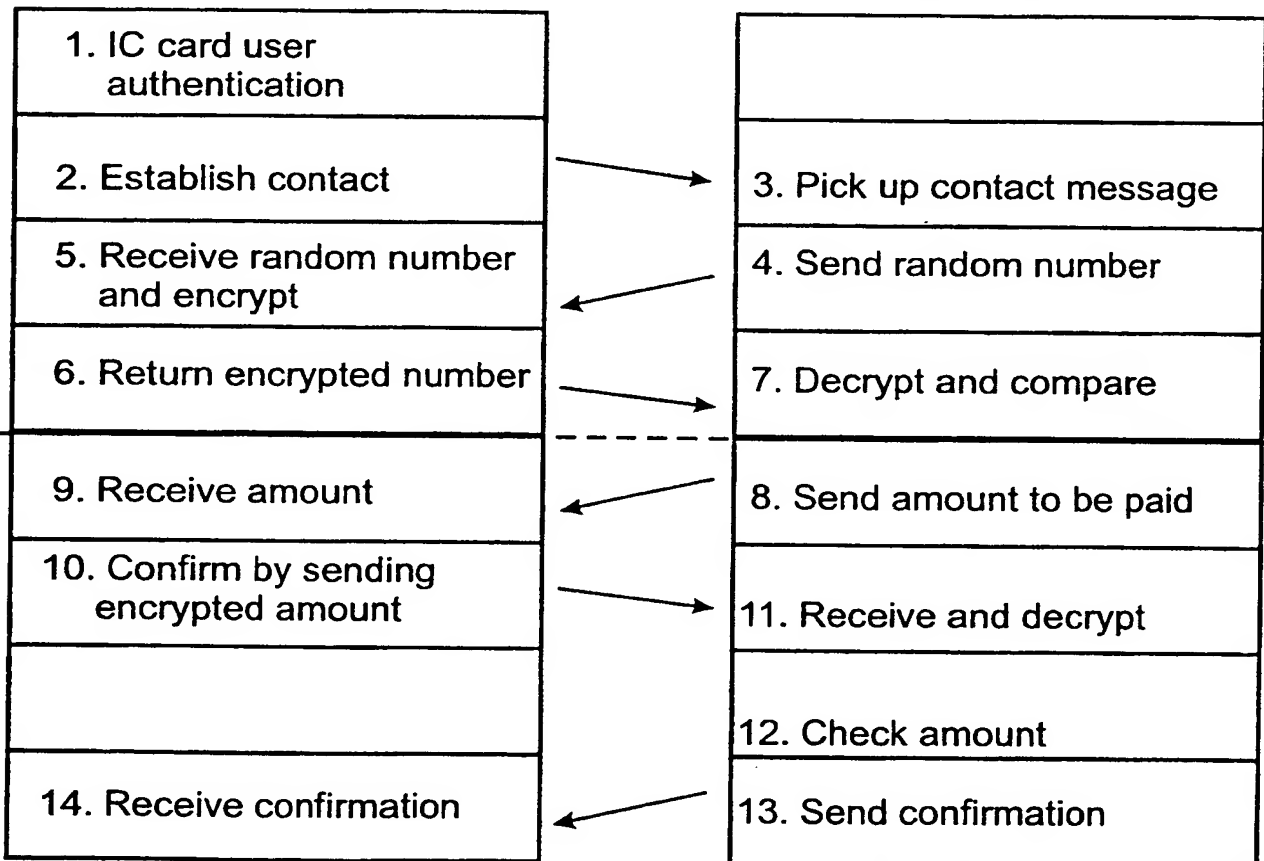 1. IC card user
authentication
2. Establish contact
3. Pick up contact message
5. Receive random number
and encrypt
4. Send random number
6. Return encrypted number
7. Decrypt and compare
9. Receive amount
8. Send amount to be paid
10. Confirm by sending
encrypted amount
11. Receive and decrypt
12. Check amount
14. Receive confirmation
13. Send confirmation